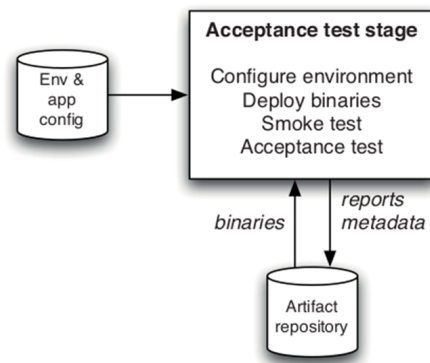 Acceptance test stage
Configure environment
Deploy binaries
Smoke test
Acceptance test
Env &
app
config
binaries
reports
metadata
Artifact
repository